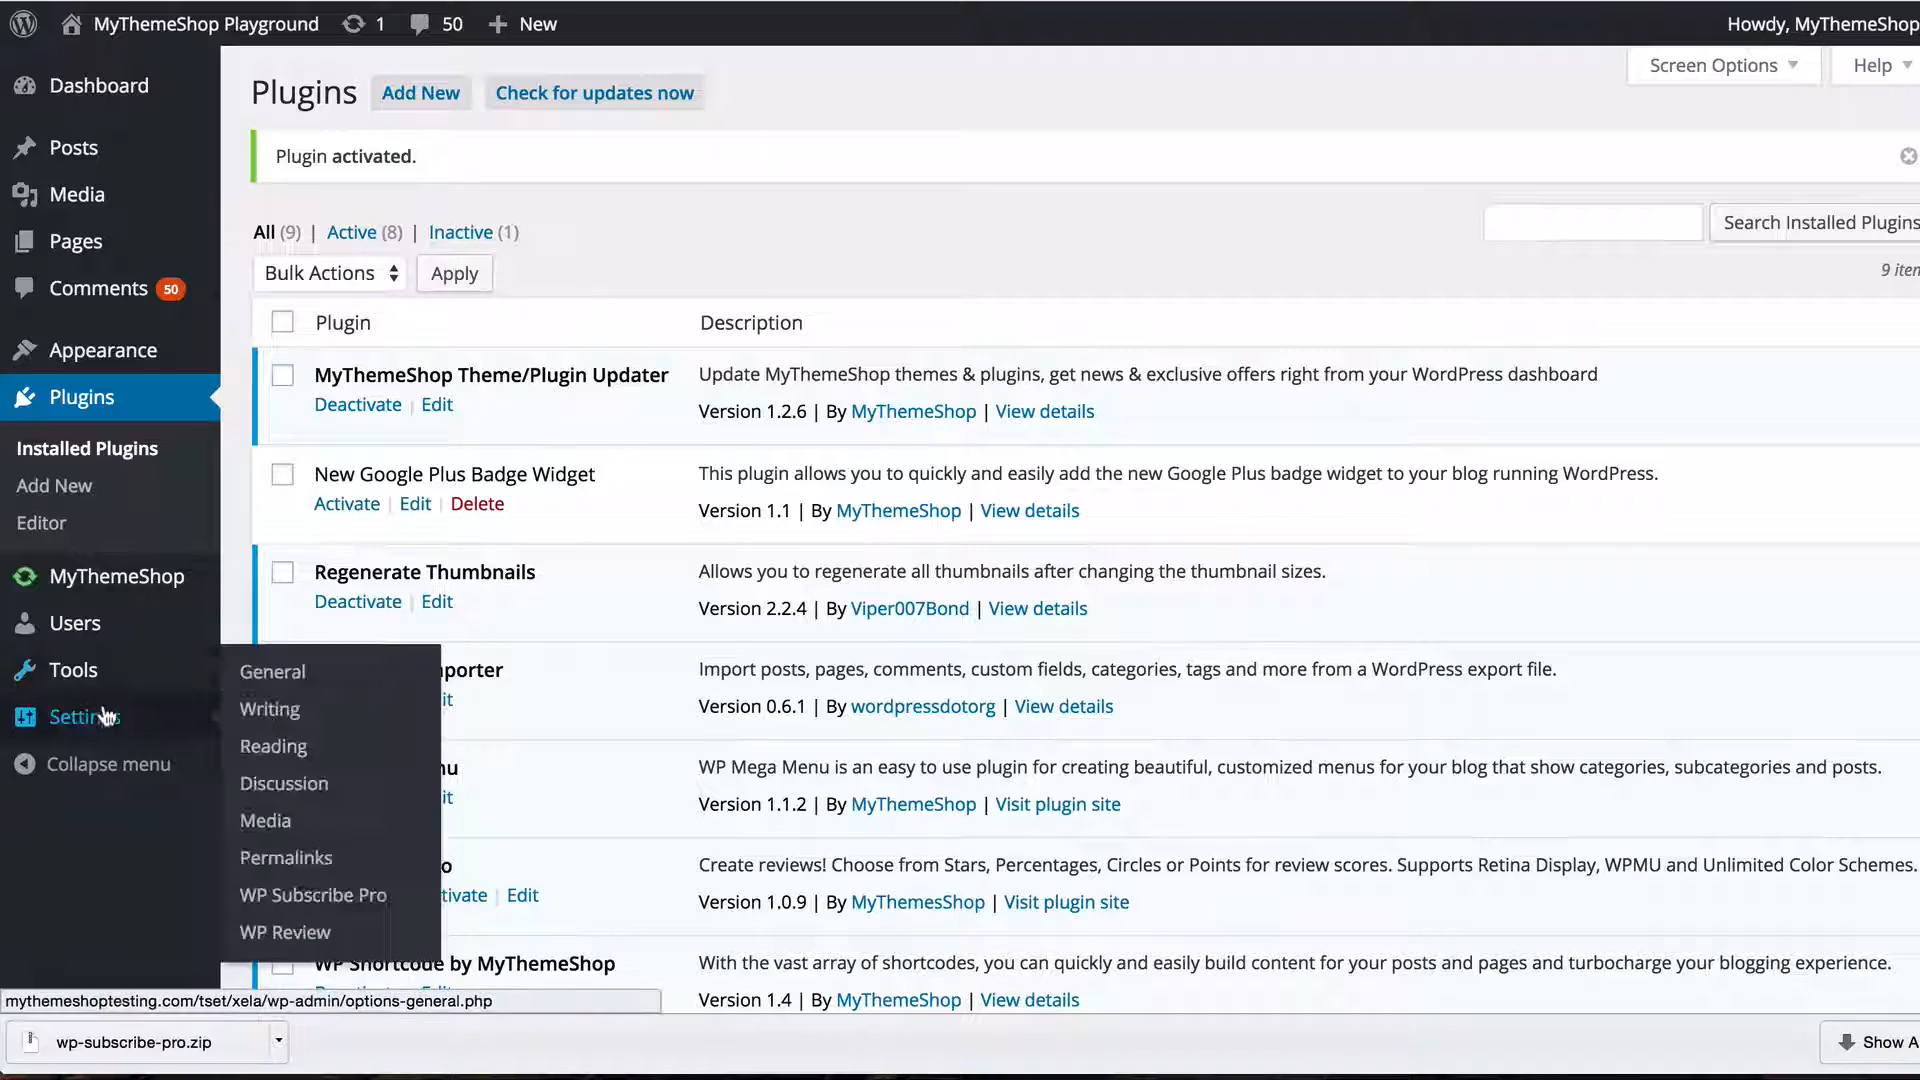 MyThemeShop Playground 1 50 New Howdy, MyThemeShop
Dashboard
Posts
Media
Pages
Comments 50
Appearance
Plugins
Installed Plugins
Add New
Editor
MyThemeShop
Users
Tools
Settings
Collapse menu
General
Writing
Reading
Discussion
Media
Permalinks
WP Subscribe Pro
WP Review
Screen Options Help
Plugins Add New Check for updates now
Plugin activated.
All (9) | Active (8) | Inactive (1)
Search Installed Plugins
Bulk Actions Apply
9
Plugin Description
MyThemeShop Theme/Plugin Updater
Deactivate | Edit
Update MyThemeShop themes & plugins, get news & exclusive offers right from your WordPress dashboard
Version 1.2.6 | By MyThemeShop | View details
New Google Plus Badge Widget
Activate | Edit | Delete
This plugin allows you to quickly and easily add the new Google Plus badge widget to your blog running WordPress.
Version 1.1 | By MyThemeShop | View details
Regenerate Thumbnails
Deactivate | Edit
Allows you to regenerate all thumbnails after changing the thumbnail sizes.
Version 2.2.4 | By Viper007Bond | View details
Import posts, pages, comments, custom fields, categories, tags and more from a WordPress export file.
Version 0.6.1 | By wordpressdotorg | View details
WP Mega Menu is an easy to use plugin for creating beautiful, customized menus for your blog that show categories, subcategories and posts.
Version 1.1.2 | By MyThemeShop | Visit plugin site
Edit
Create reviews! Choose from Stars, Percentages, Circles or Points for review scores. Supports Retina Display, WPMU and Unlimited Color Schemes.
Version 1.0.9 | By MyThemesShop | Visit plugin site
WP Shortcode by MyThemeShop
With the vast array of shortcodes, you can quickly and easily build content for your posts and pages and turbocharge your blogging experience.
Version 1.4 | By MyThemeShop | View details
mythemeshoptesting.com/tset/xela/wp-admin/options-general.php
wp-subscribe-pro.zip
Show